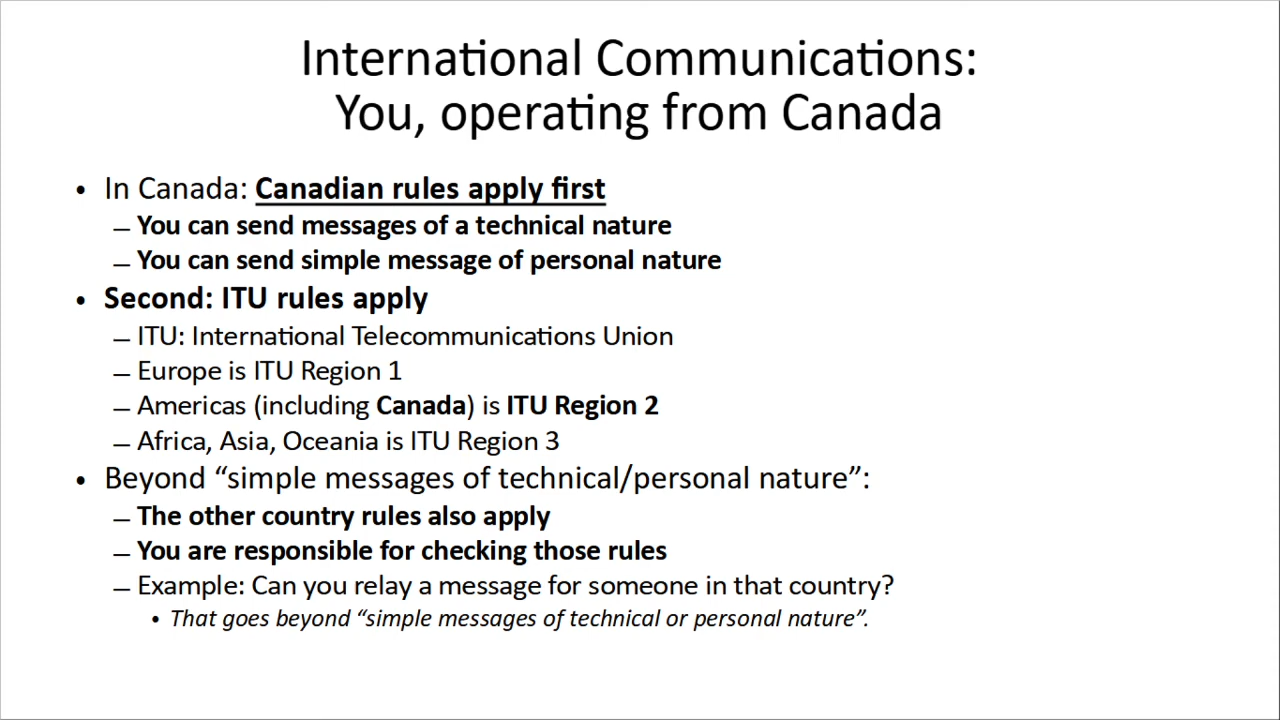 International Communications:
You, operating from Canada
• In Canada: Canadian rules apply first
– You can send messages of a technical nature
– You can send simple message of personal nature
• Second: ITU rules apply
– ITU: International Telecommunications Union
– Europe is ITU Region 1
– Americas (including Canada) is ITU Region 2
– Africa, Asia, Oceania is ITU Region 3
• Beyond “simple messages of technical/personal nature”:
– The other country rules also apply
– You are responsible for checking those rules
– Example: Can you relay a message for someone in that country?
• That goes beyond “simple messages of technical or personal nature”.